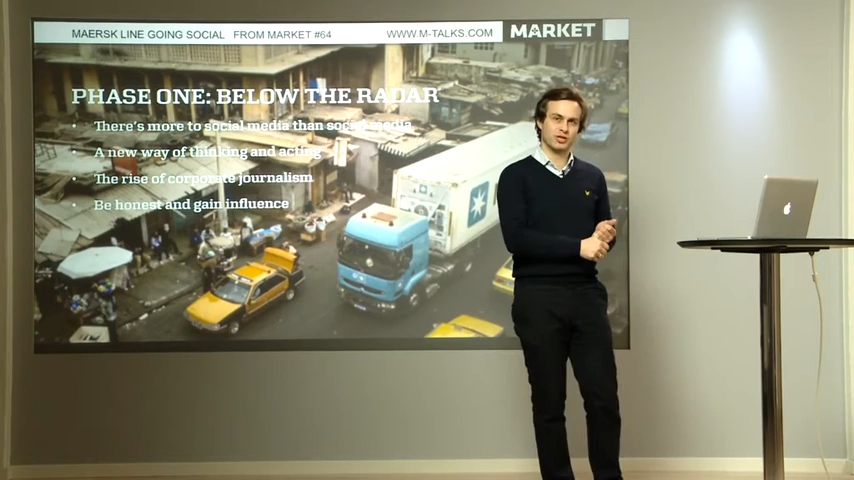 MAERSK LINE GOING SOCIAL FROM MARKET #64 WWW.M-TALKS.COM MARKET
PHASE ONE: BELOW THE RADAR
• There's more to social media than social media
• A new way of thinking and acting
• The rise of corporate journalism
• Be honest and gain influence